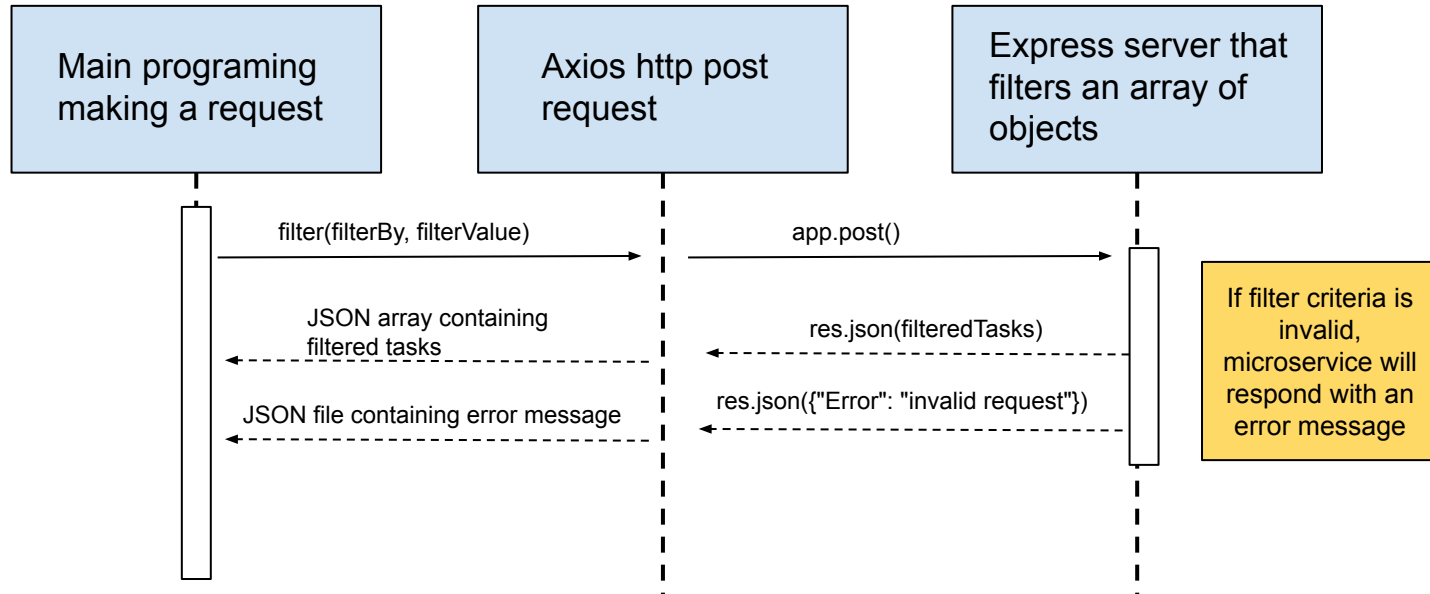 Main programing
making a request
Axios http post
request
Express server that
filters an array of
objects
filter(filterBy, filterValue)
app.post()
JSON array containing
filtered tasks
res.json(filteredTasks)
JSON file containing error message
res.json({"Error": "invalid request"})
If filter criteria is
invalid,
microservice will
respond with an
error message